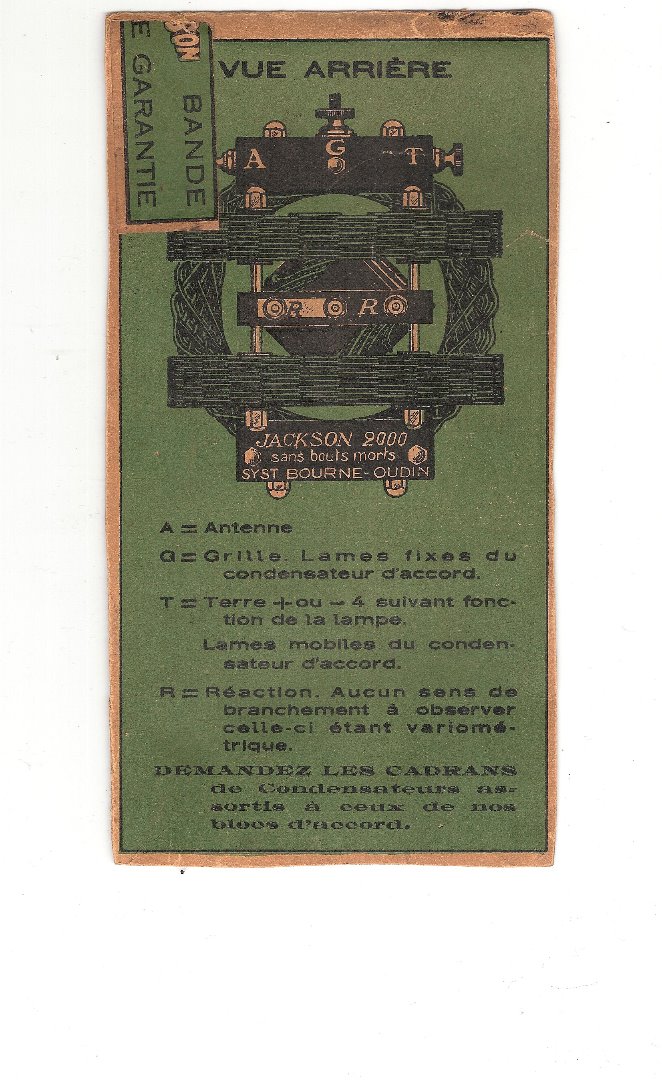 BON
BANDE
E GARANTIE
VUE ARRIÈRE
A G T
R R
JACKSON 2000
sans bouts morts
SYST BOURNE-OUDIN
A = Antenne
G = Grille. Lames fixes du
condensateur d'accord.
T = Terre + ou - 4 suivant fonc-
tion de la lampe.
Lames mobiles du conden-
sateur d'accord.
R = Réaction. Aucun sens de
branchement à observer
celle-ci étant variomé-
trique.
DEMANDEZ LES CADRANS
de Condensateurs as-
sortis à ceux de nos
blocs d'accord.